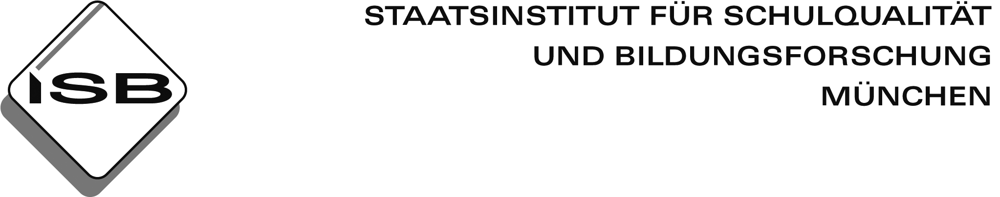 ISB
STAATSINSTITUT FÜR SCHULQUALITÄT
UND BILDUNGSFORSCHUNG
MÜNCHEN